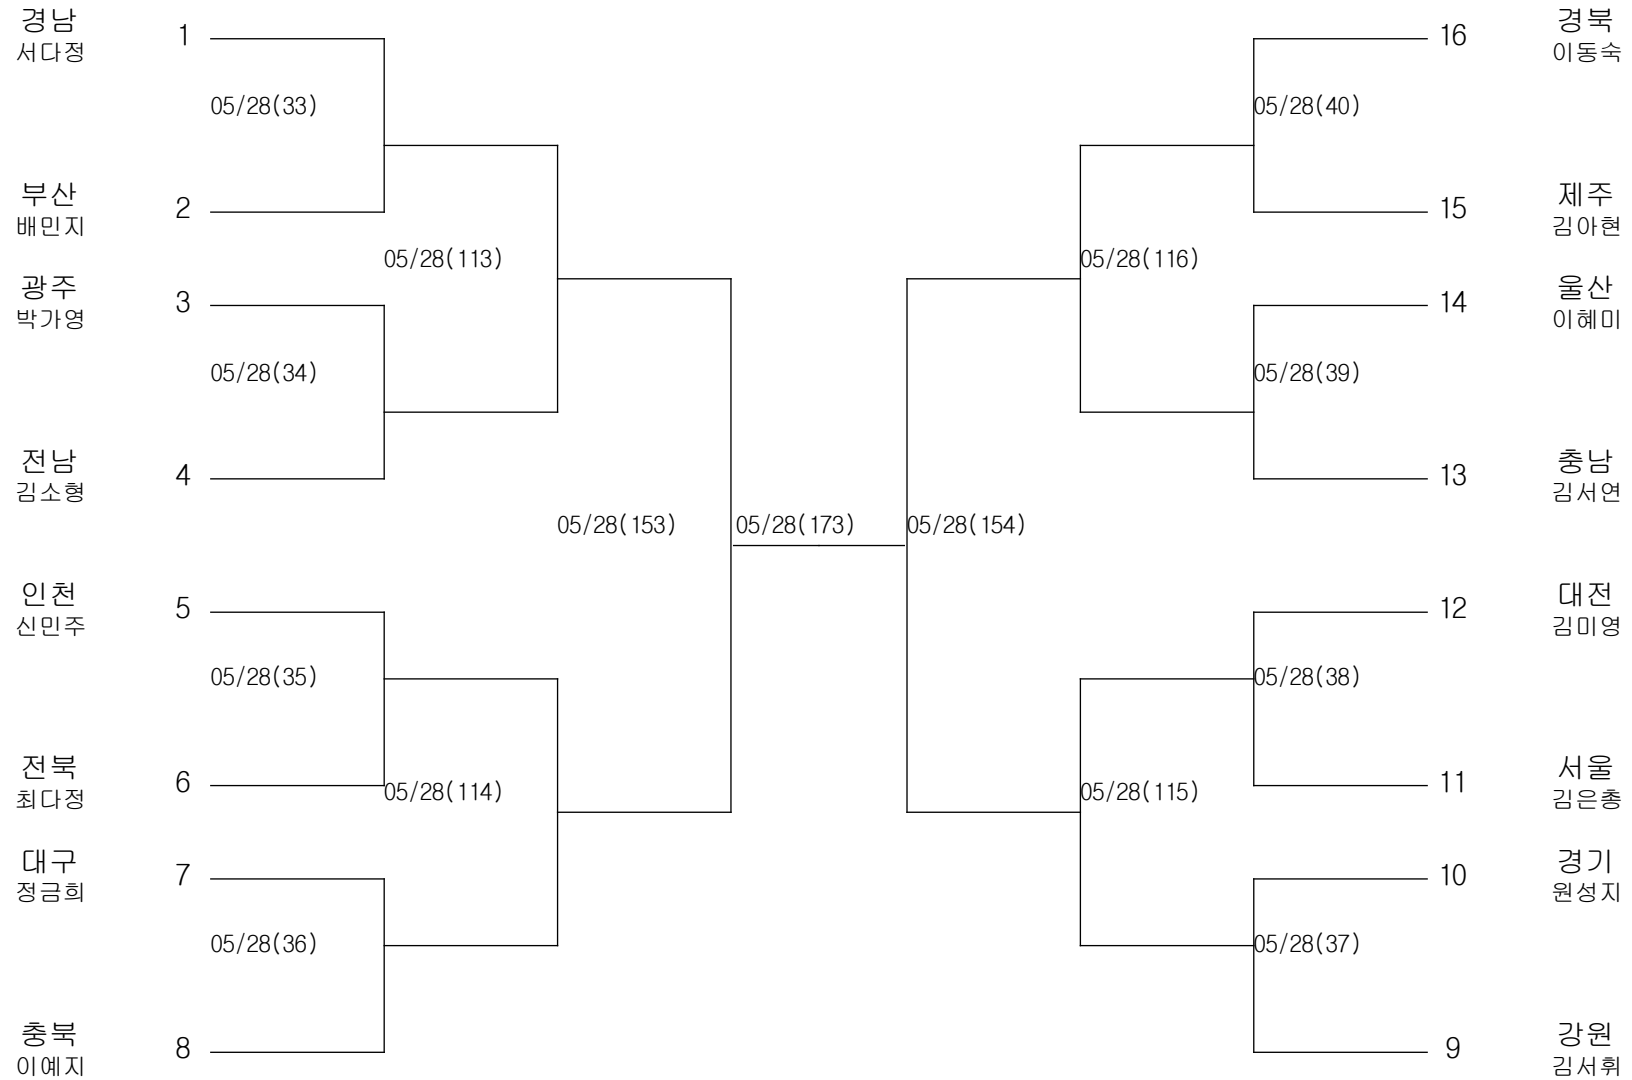 경남
서다정
1
16
경북
이동숙
05/28(33)
05/28(40)
부산
배민지
2
15
제주
김아현
05/28(113)
05/28(116)
광주
박가영
3
14
울산
이혜미
05/28(34)
05/28(39)
전남
김소형
4
13
충남
김서연
05/28(153)
05/28(173)
05/28(154)
인천
신민주
5
12
대전
김미영
05/28(35)
05/28(38)
전북
최다정
6
11
서울
김은총
05/28(114)
05/28(115)
대구
정금희
7
10
경기
원성지
05/28(36)
05/28(37)
충북
이예지
8
9
강원
김서휘